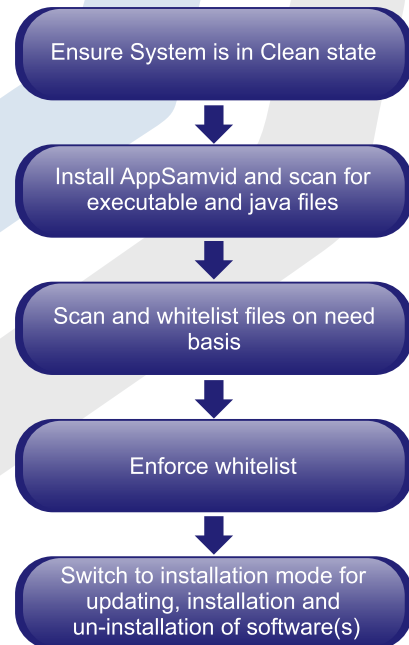 Ensure System is in Clean state
Install AppSamvid and scan for
executable and java files
Scan and whitelist files on need
basis
Enforce whitelist
Switch to installation mode for
updating, installation and
un-installation of software(s)